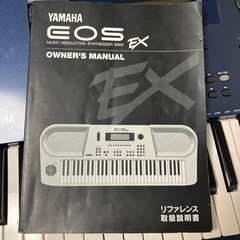 YAMAHA
EOS EX
MUSIC PRODUCTION SYNTHESIZER B900
OWNER'S MANUAL
EX
リファレンス
取扱説明書